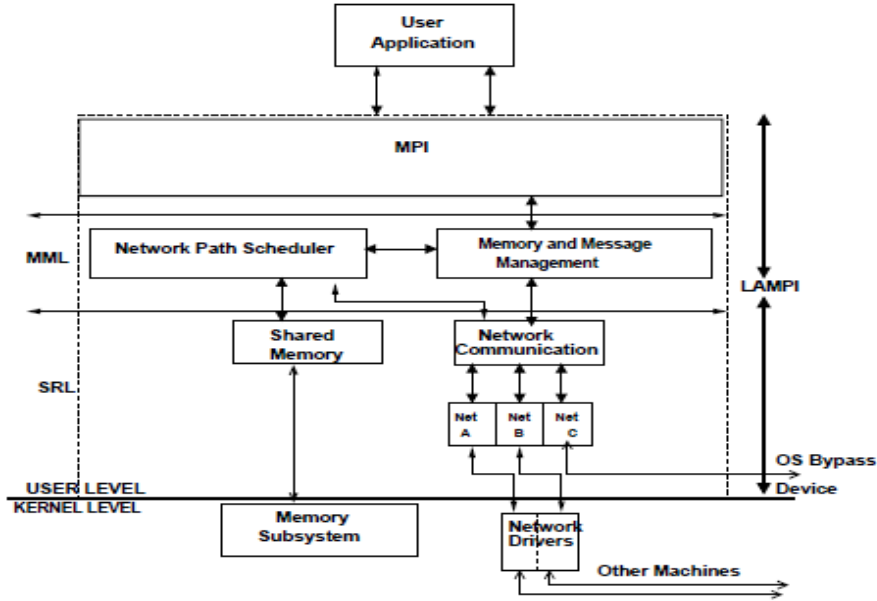 User
Application
MPI
Network Path Scheduler
Memory and Message
Management
MML
LAMPI
Shared
Memory
Network
Communication
SRL
Net
A
Net
B
Net
C
OS Bypass
Device
USER LEVEL
KERNEL LEVEL
Memory
Subsystem
Network
Drivers
Other Machines